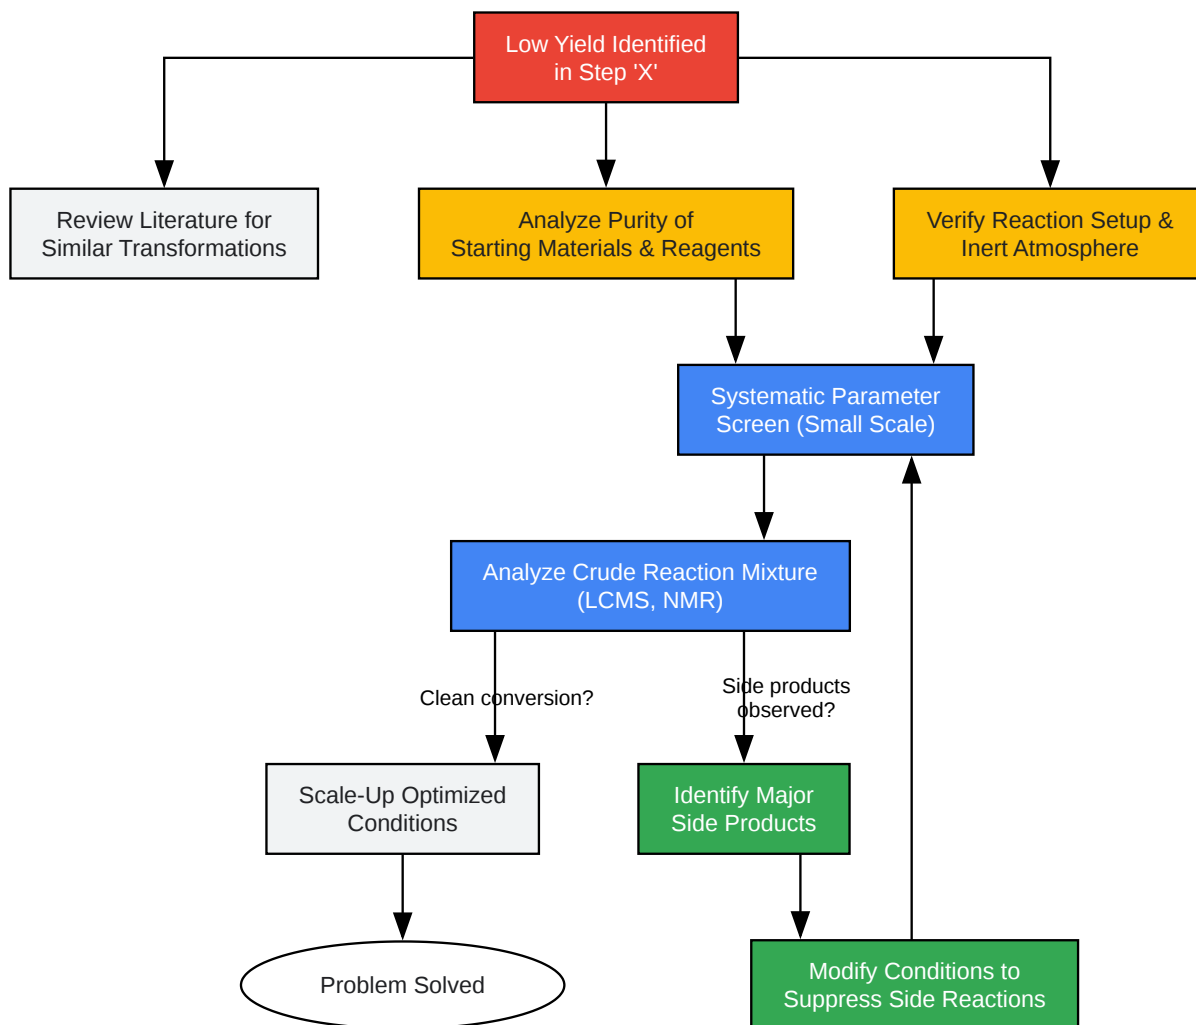 Low Yield Identified
in Step 'X'
Review Literature for
Similar Transformations
Analyze Purity of
Starting Materials & Reagents
Verify Reaction Setup &
Inert Atmosphere
Systematic Parameter
Screen (Small Scale)
Analyze Crude Reaction Mixture
(LCMS, NMR)
Clean conversion?
Side products
observed?
Scale-Up Optimized
Conditions
Identify Major
Side Products
Problem Solved
Modify Conditions to
Suppress Side Reactions